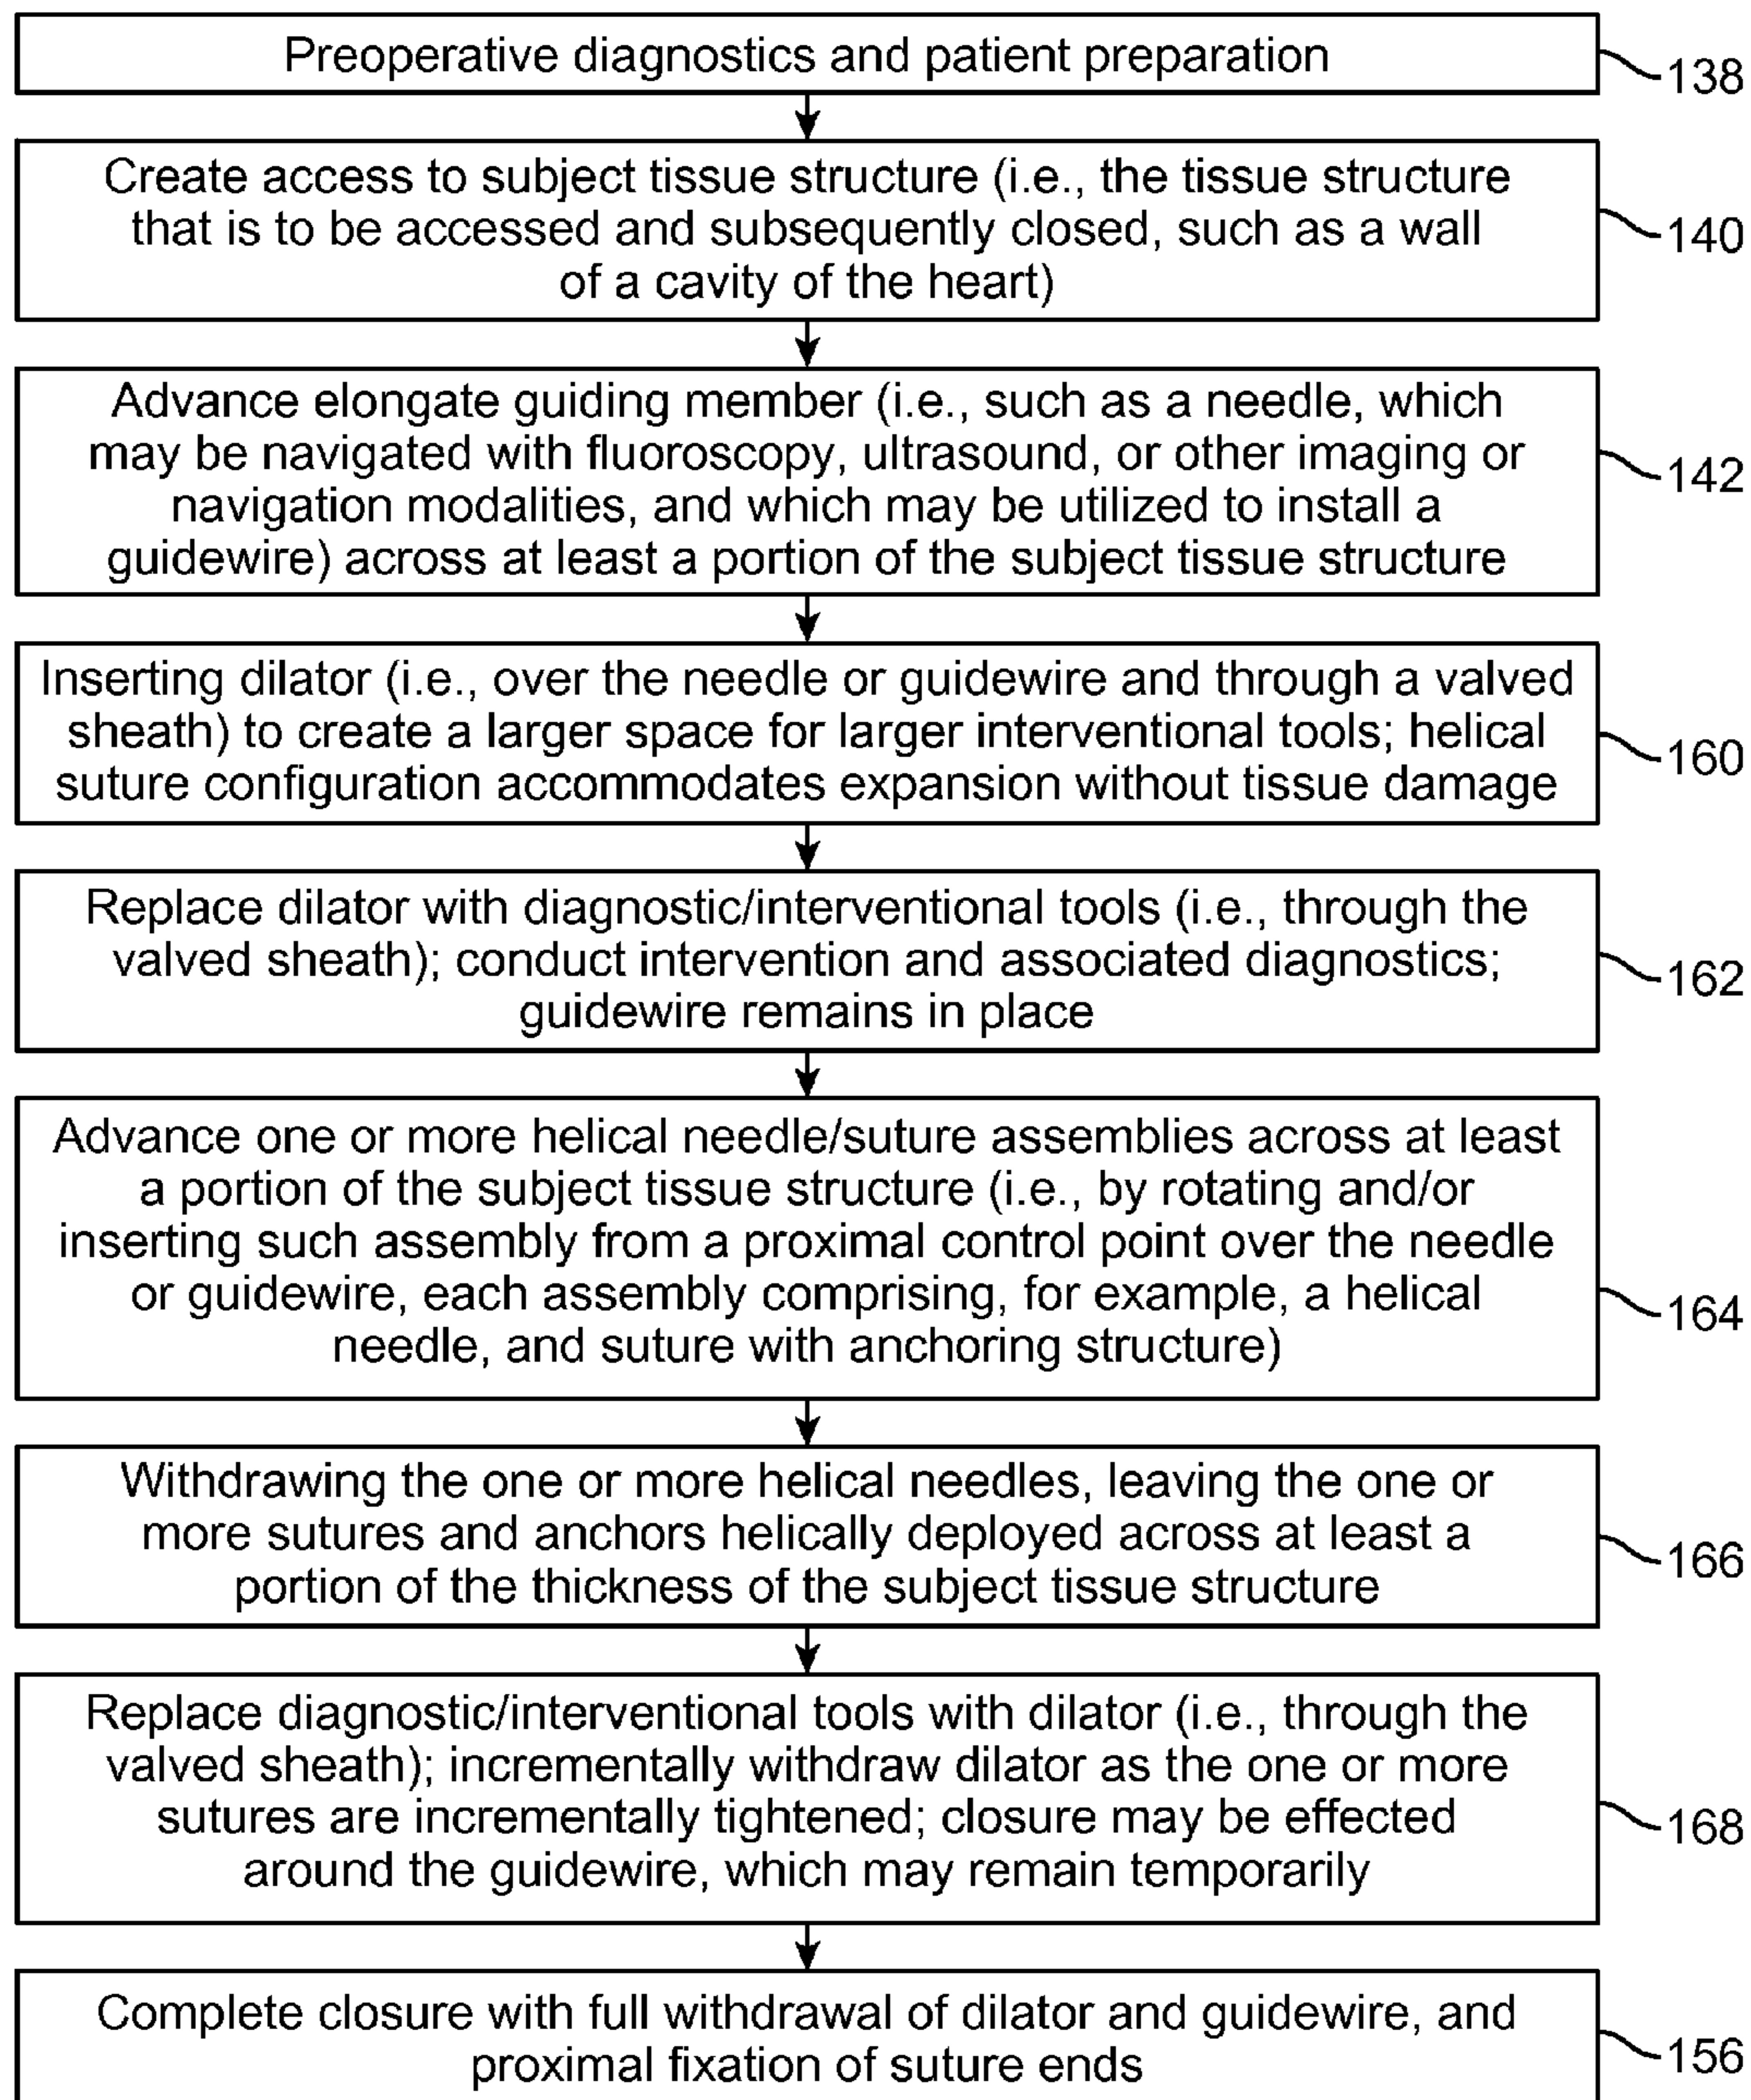 Preoperative diagnostics and patient preparation
138
Create access to subject tissue structure (i.e., the tissue structure
that is to be accessed and subsequently closed, such as a wall
of a cavity of the heart)
140
Advance elongate guiding member (i.e., such as a needle, which
may be navigated with fluoroscopy, ultrasound, or other imaging or
navigation modalities, and which may be utilized to install a
guidewire) across at least a portion of the subject tissue structure
142
Inserting dilator (i.e., over the needle or guidewire and through a valved
sheath) to create a larger space for larger interventional tools; helical
suture configuration accommodates expansion without tissue damage
160
Replace dilator with diagnostic/interventional tools (i.e., through the
valved sheath); conduct intervention and associated diagnostics;
guidewire remains in place
162
Advance one or more helical needle/suture assemblies across at least
a portion of the subject tissue structure (i.e., by rotating and/or
inserting such assembly from a proximal control point over the needle
or guidewire, each assembly comprising, for example, a helical
needle, and suture with anchoring structure)
164
Withdrawing the one or more helical needles, leaving the one or
more sutures and anchors helically deployed across at least a
portion of the thickness of the subject tissue structure
166
Replace diagnostic/interventional tools with dilator (i.e., through the
valved sheath); incrementally withdraw dilator as the one or more
sutures are incrementally tightened; closure may be effected
around the guidewire, which may remain temporarily
168
Complete closure with full withdrawal of dilator and guidewire, and
proximal fixation of suture ends
156